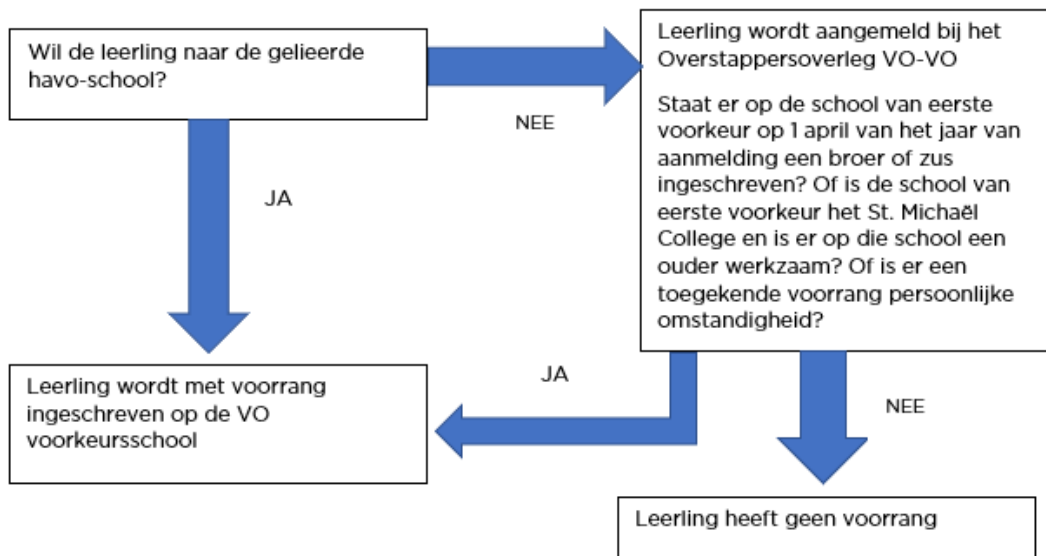 Wil de leerling naar de gelieerde
havo-school?
NEE
Leerling wordt aangemeld bij het
Overstappersoverleg VO-VO
Staat er op de school van eerste
voorkeur op 1 april van het jaar van
aanmelding een broer of zus
ingeschreven? Of is de school van
eerste voorkeur het St. Michaël
College en is er op die school een
ouder werkzaam? Of is er een
toegekende voorrang persoonlijke
omstandigheid?
JA
Leerling wordt met voorrang
ingeschreven op de VO
voorkeursschool
JA
NEE
Leerling heeft geen voorrang